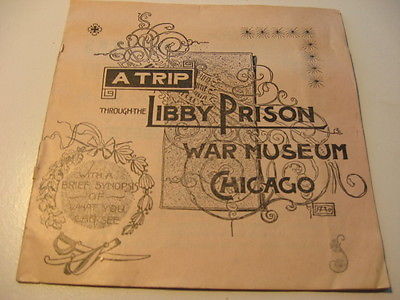 A TRIP
THROUGH THE
LIBBY PRISON
WAR MUSEUM
CHICAGO
WITH A
BRIEF SYNOPSIS
OF
WHAT YOU
CAN SEE